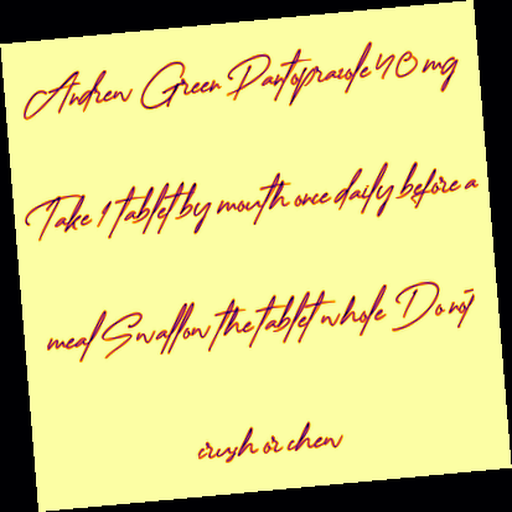 Andrew Green Pantoprazole 40 mg
Take 1 tablet by mouth once daily before a
meal Swallow the tablet whole Do not
crush or chew